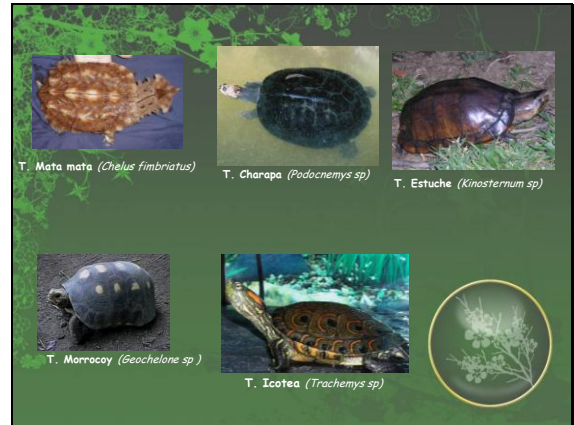 T. Mata mata (Chelus fimbriatus)
T. Charapa (Podocnemys sp)
T. Estuche (Kinosternum sp)
T. Morrocoy (Geochelone sp )
T. Icotea (Trachemys sp)